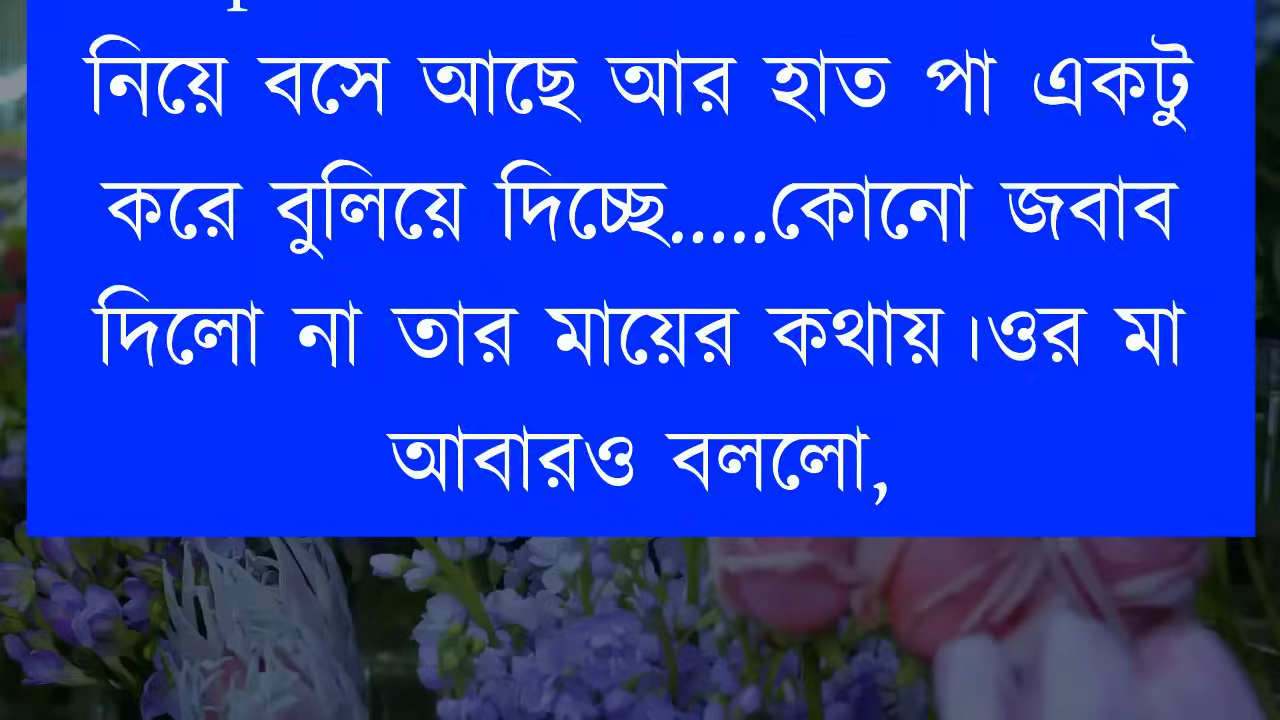 নিয়ে বসে আছে আর হাত পা একটু
করে বুলিয়ে দিচ্ছে.....কোনো জবাব
দিলো না তার মায়ের কথায়।ওর মা
আবারও বললো,